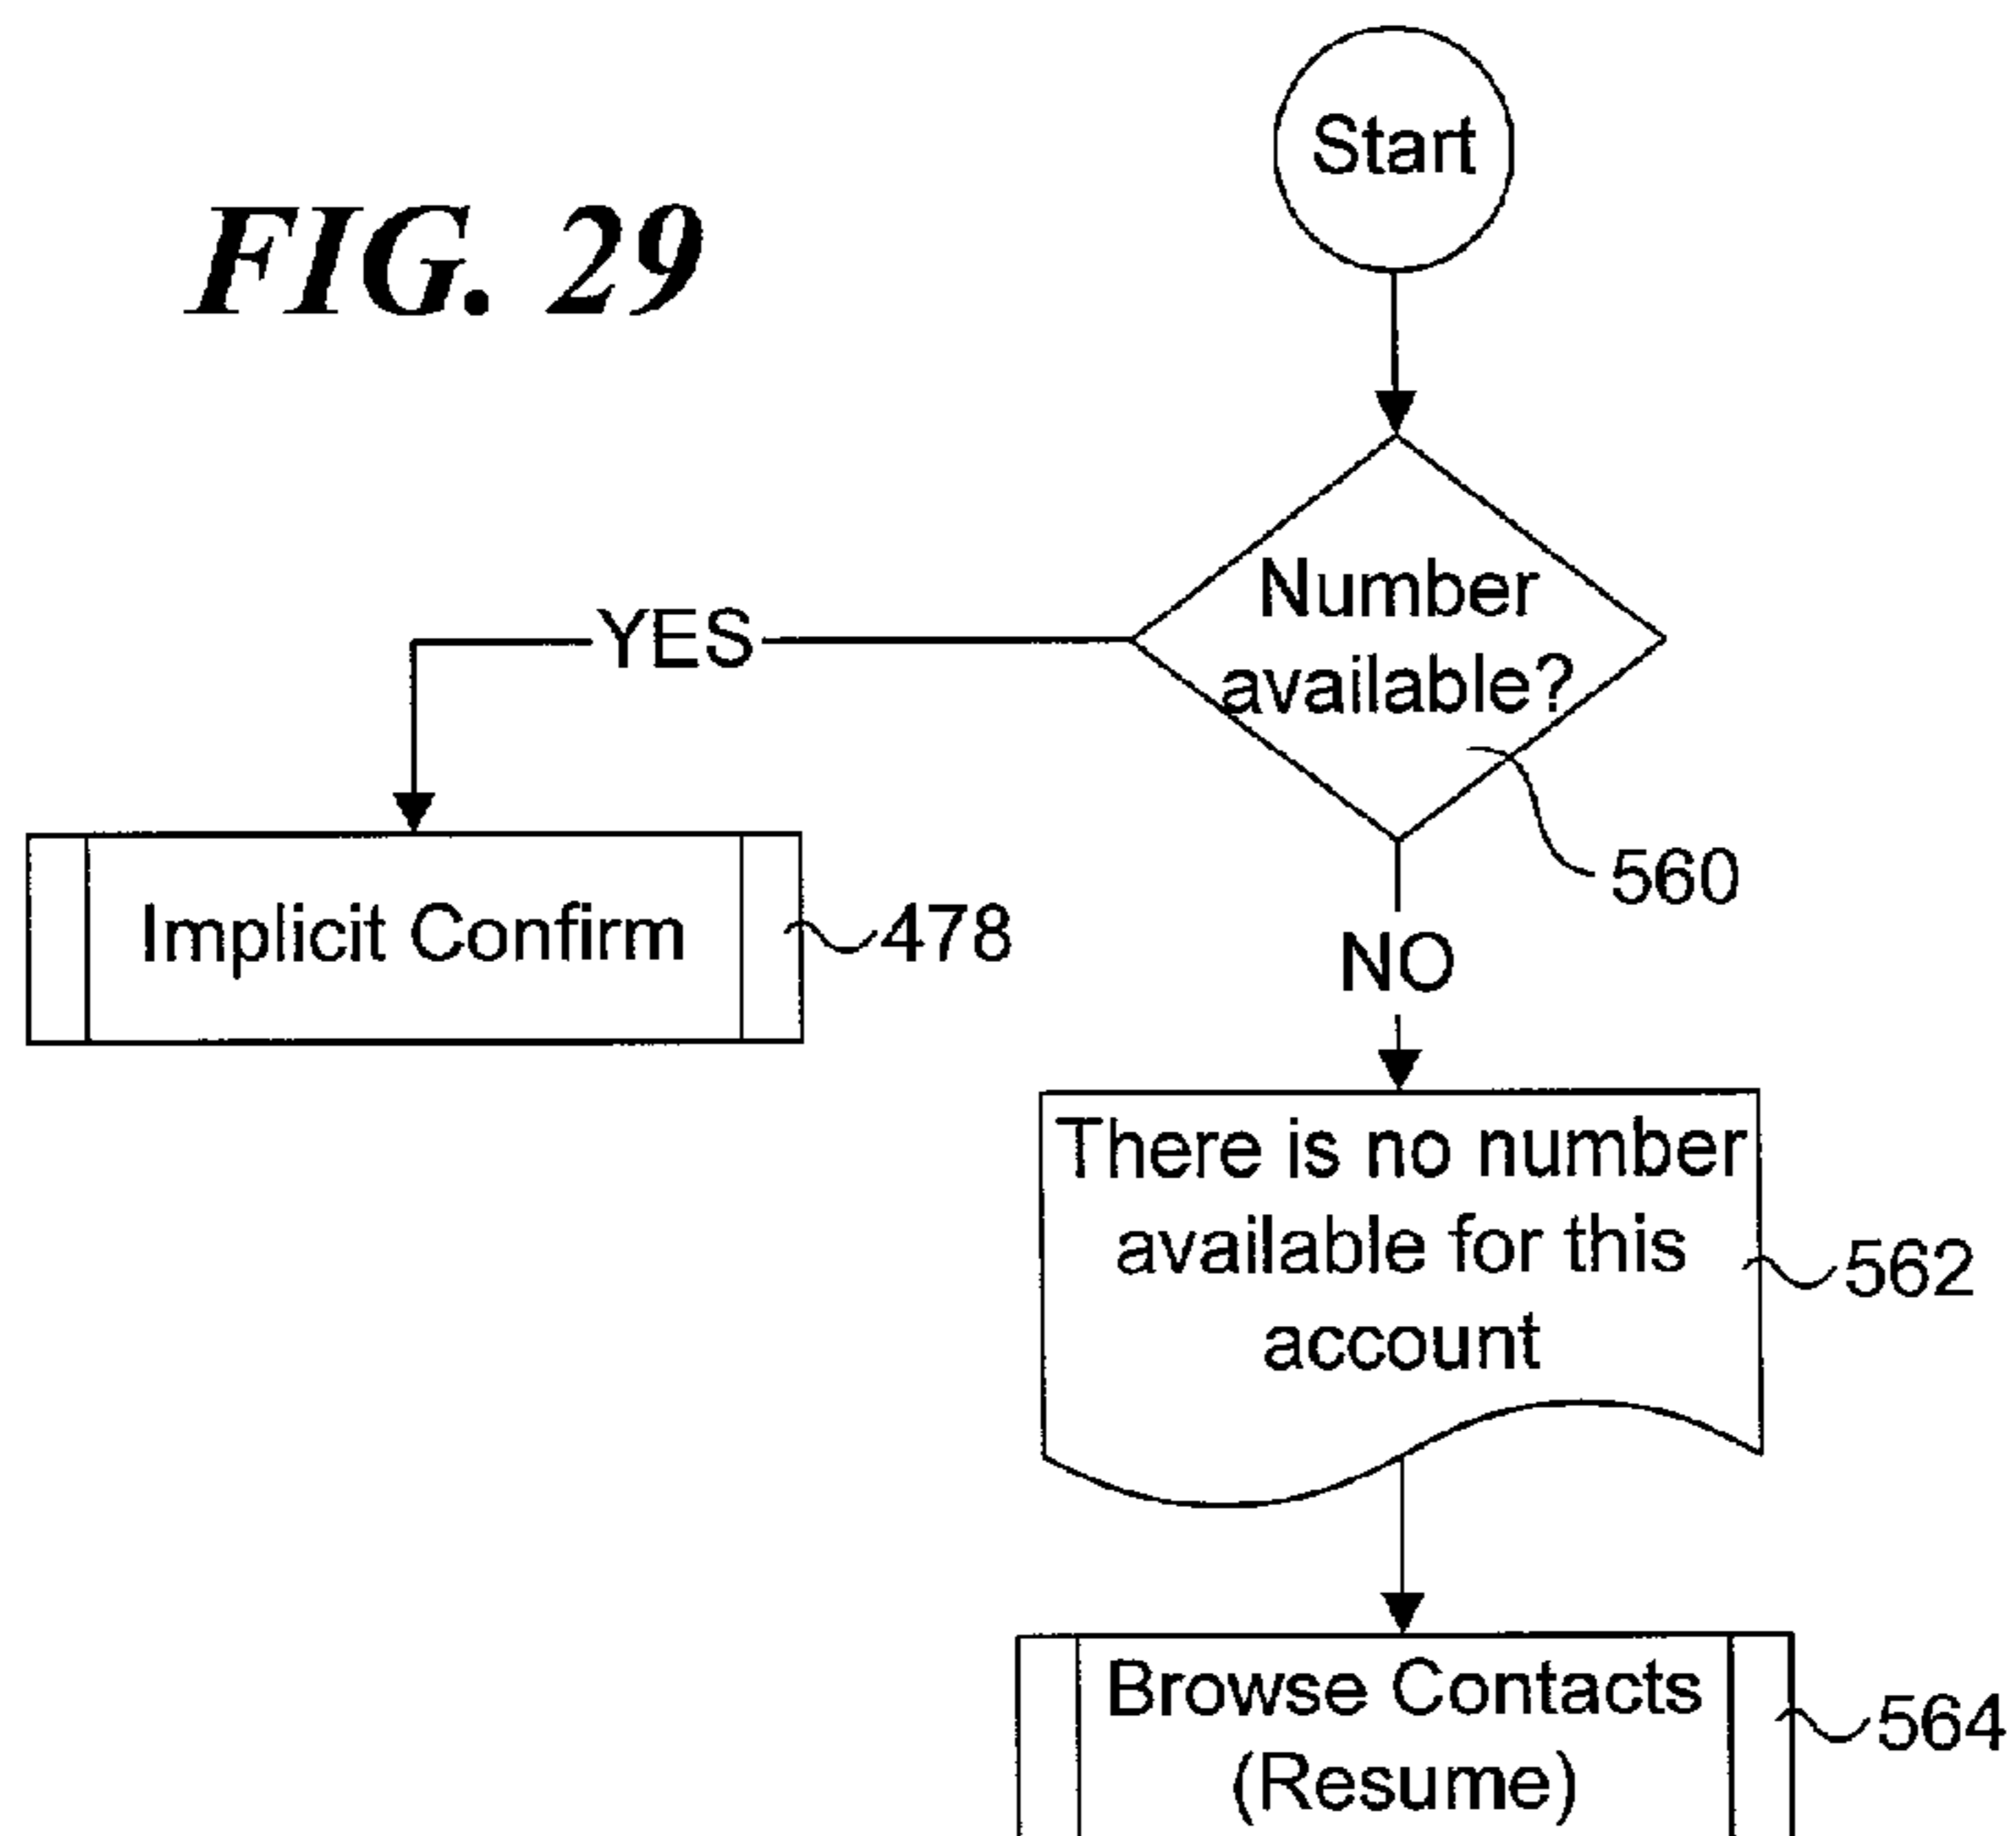 Start
FIG. 29
Number
available?
YES
560
Implicit Confirm
478
NO
There is no number
available for this
account
562
Browse Contacts
(Resume)
564